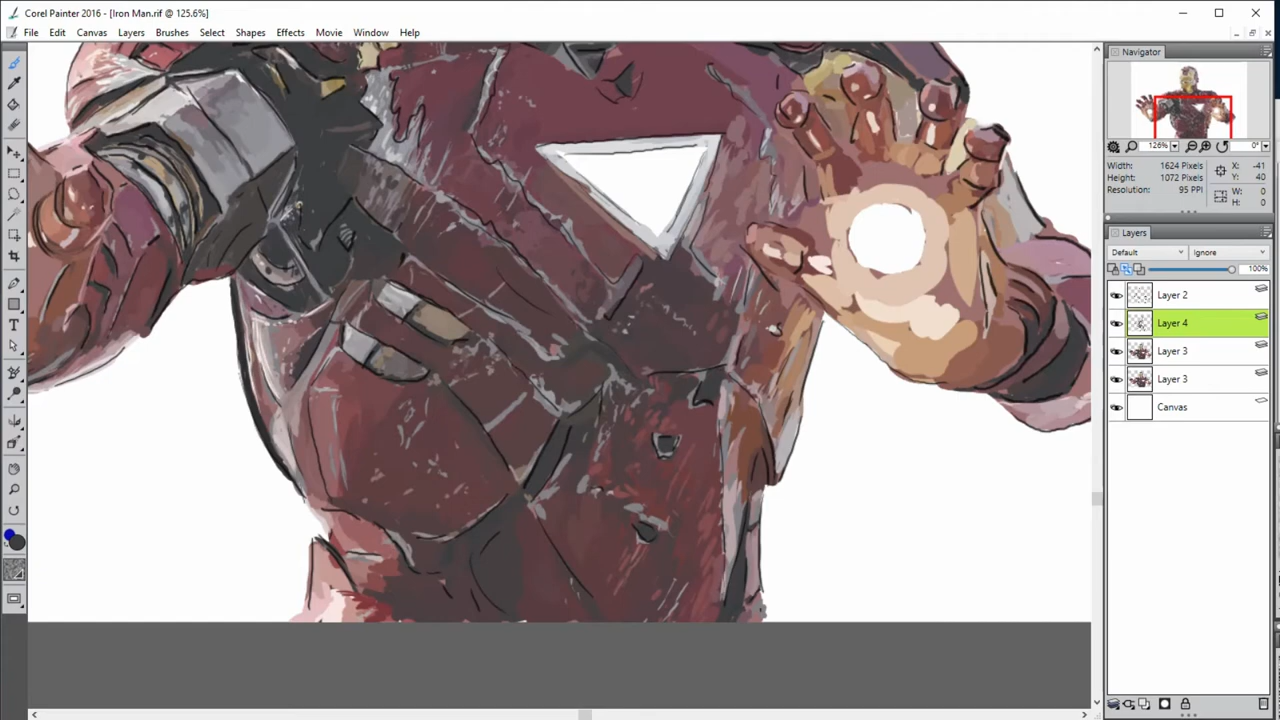 Corel Painter 2016 - [Iron Man.rif @ 125.6%]
File Edit Canvas Layers Brushes Select Shapes Effects Movie Window Help
Navigator
126% 0°
Width: 1624 Pixels X: -41
Height: 1072 Pixels Y: 40
Resolution: 95 PPI W: 0
H: 0
Layers
Default Ignore
100%
Layer 2
Layer 4
Layer 3
Layer 3
Canvas